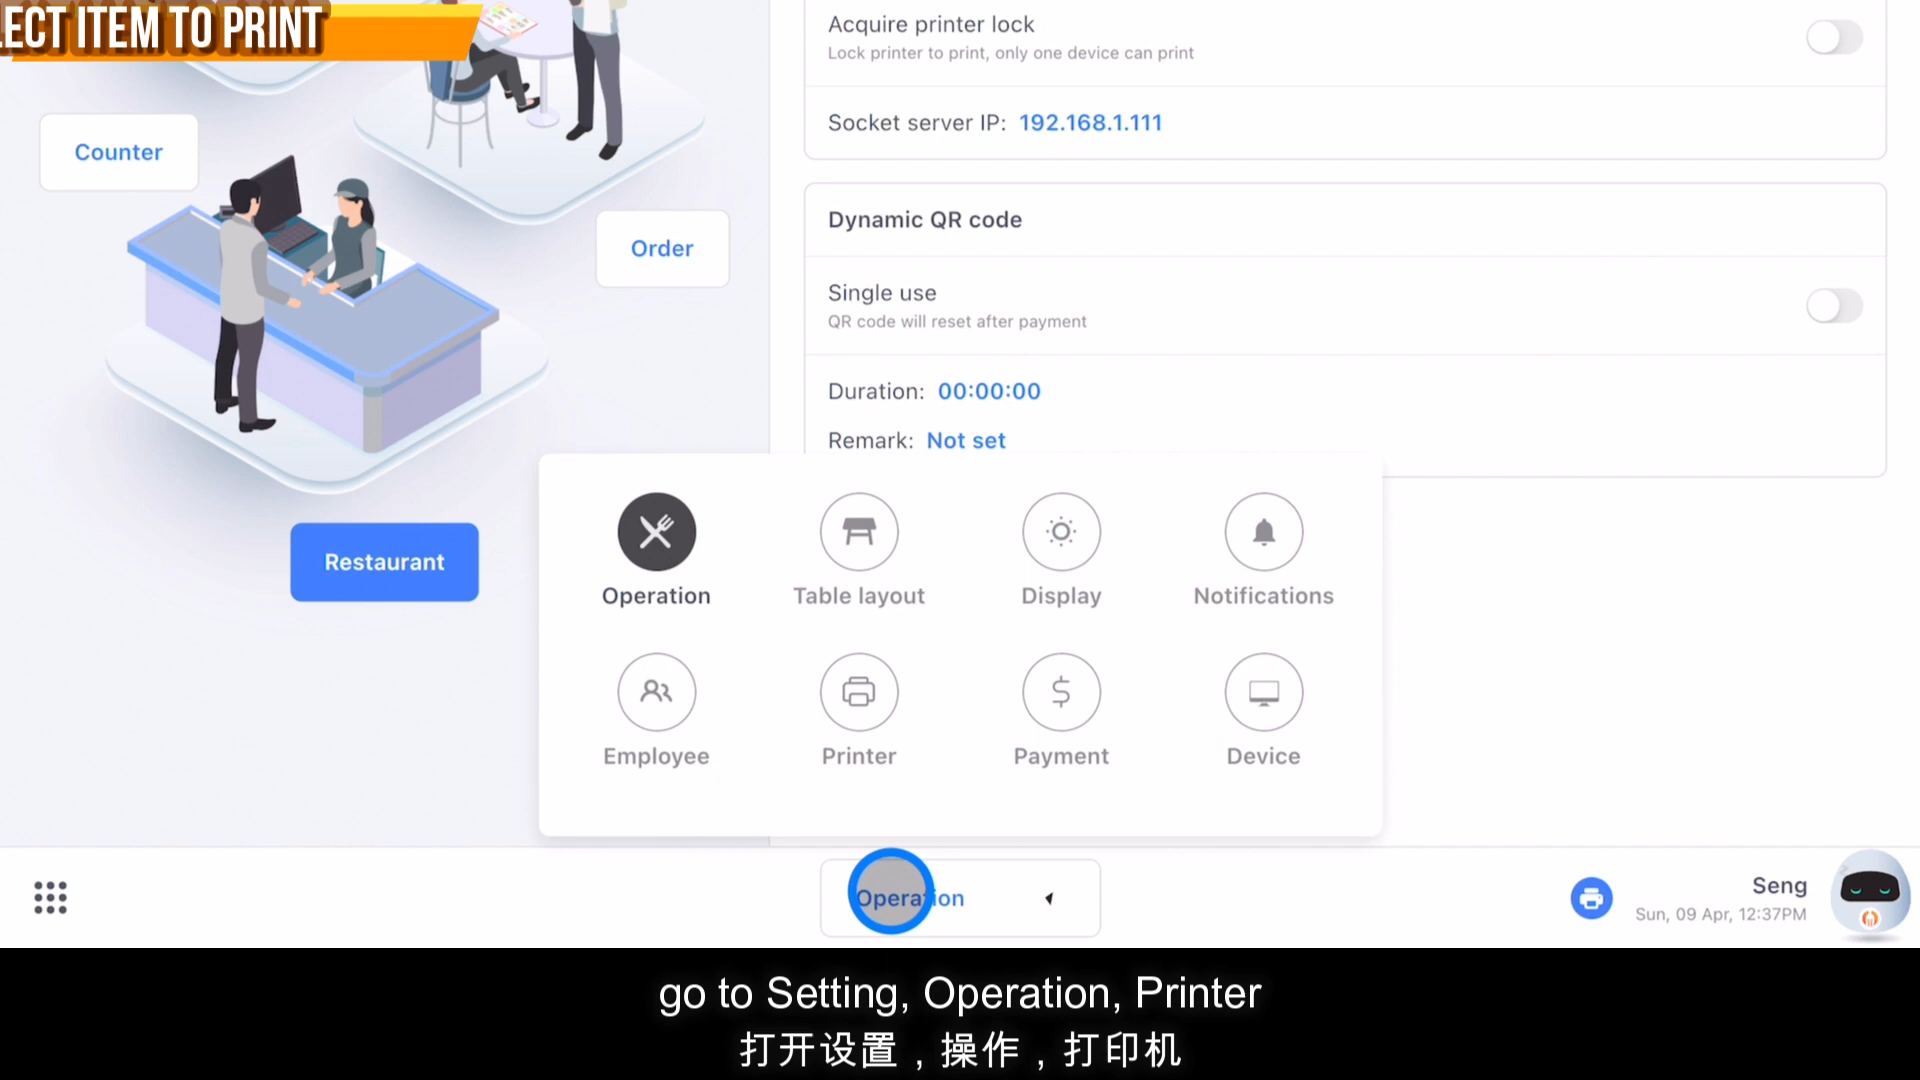 ECT ITEM TO PRINT
Acquire printer lock
Lock printer to print, only one device can print
Socket server IP: 192.168.1.111
Counter
Dynamic QR code
Order
Single use
QR code will reset after payment
Duration: 00:00:00
Remark: Not set
Restaurant
Operation
Table layout
Display
Notifications
Employee
Printer
Payment
Device
Operation
Seng
Sun, 09 Apr, 12:37PM
go to Setting, Operation, Printer
打开设置，操作，打印机